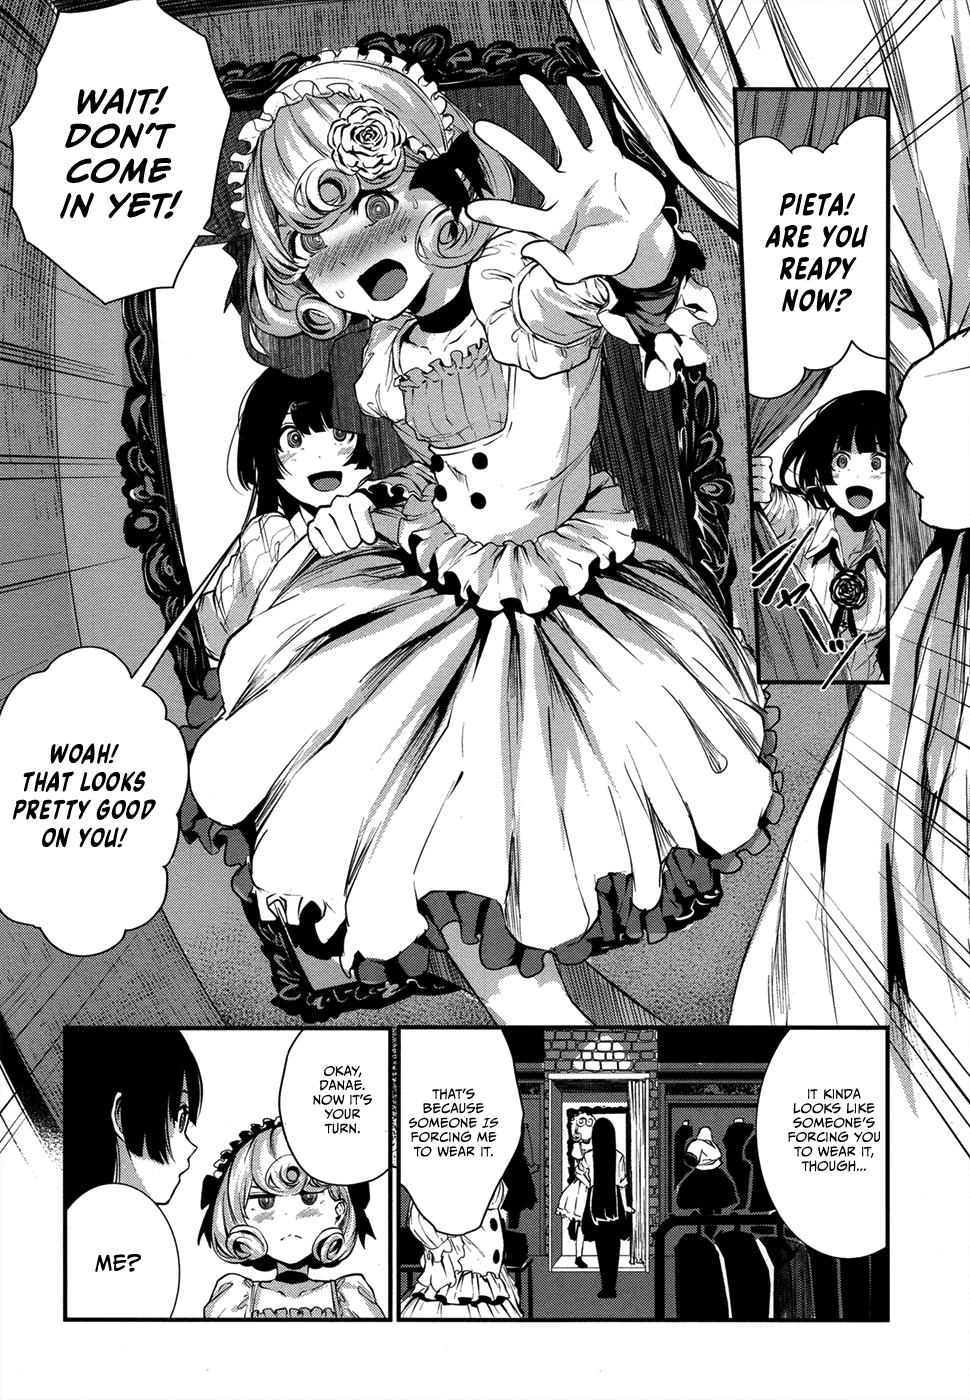 PIETA!
ARE YOU
READY
NOW?
WAIT!
DON'T
COME
IN YET!
WOAH!
THAT LOOKS
PRETTY GOOD
ON YOU!
IT KINDA
LOOKS LIKE
SOMEONE'S
FORCING YOU
TO WEAR IT,
THOUGH...
THAT'S
BECAUSE
SOMEONE IS
FORCING ME
TO WEAR IT.
OKAY,
DANAE.
NOW IT'S
YOUR
TURN.
ME?